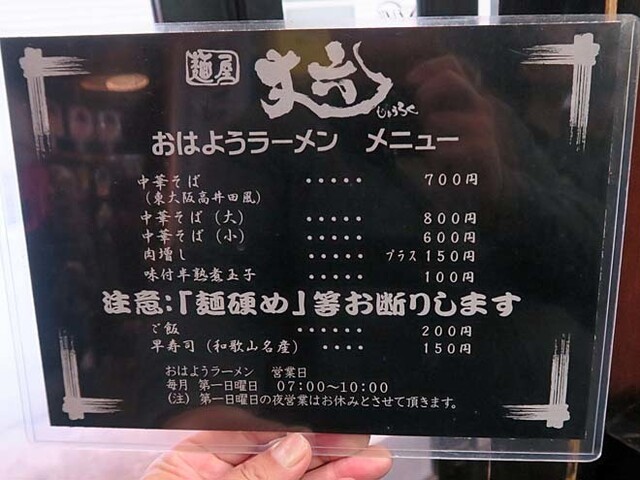 麺屋 丈六
じょうろく
おはようラーメン メニュー
中華そば ・・・・・ 700円
(東大阪高井田風)
中華そば(大) ・・・・・ 800円
中華そば(小) ・・・・・ 600円
肉増し ・・・・・ プラス150円
味付半熟煮玉子 ・・・・・ 100円
注意:「麺硬め」等お断りします
ご飯 ・・・・・・ 200円
早寿司(和歌山名産) ・・・・ 150円
おはようラーメン 営業日
毎月 第一日曜日 07:00~10:00
(注) 第一日曜日の夜営業はお休みとさせて頂きます。